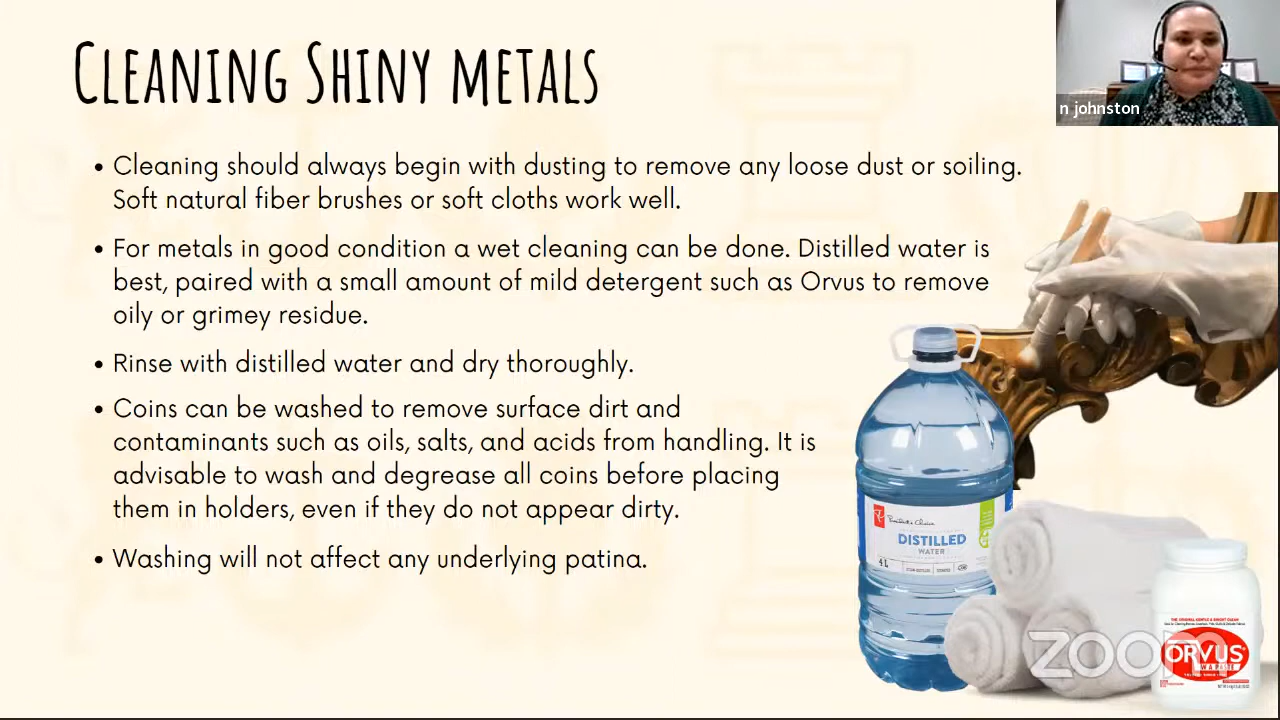 Cleaning Shiny metals
n johnston
• Cleaning should always begin with dusting to remove any loose dust or soiling.
Soft natural fiber brushes or soft cloths work well.
• For metals in good condition a wet cleaning can be done. Distilled water is
best, paired with a small amount of mild detergent such as Orvus to remove
oily or grimey residue.
• Rinse with distilled water and dry thoroughly.
• Coins can be washed to remove surface dirt and
contaminants such as oils, salts, and acids from handling. It is
advisable to wash and degrease all coins before placing
them in holders, even if they do not appear dirty.
• Washing will not affect any underlying patina.
President's Choice
DISTILLED
WATER
4 L
ORVUS
zoom